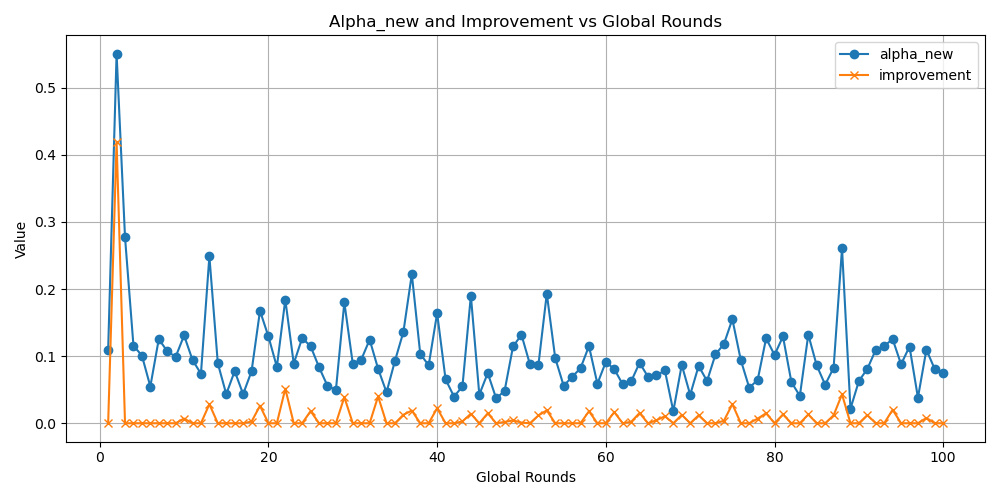 Alpha_new and Improvement vs Global Rounds
alpha_new
improvement
Value
0.5
0.4
0.3
0.2
0.1
0.0
0 20 40 60 80 100
Global Rounds